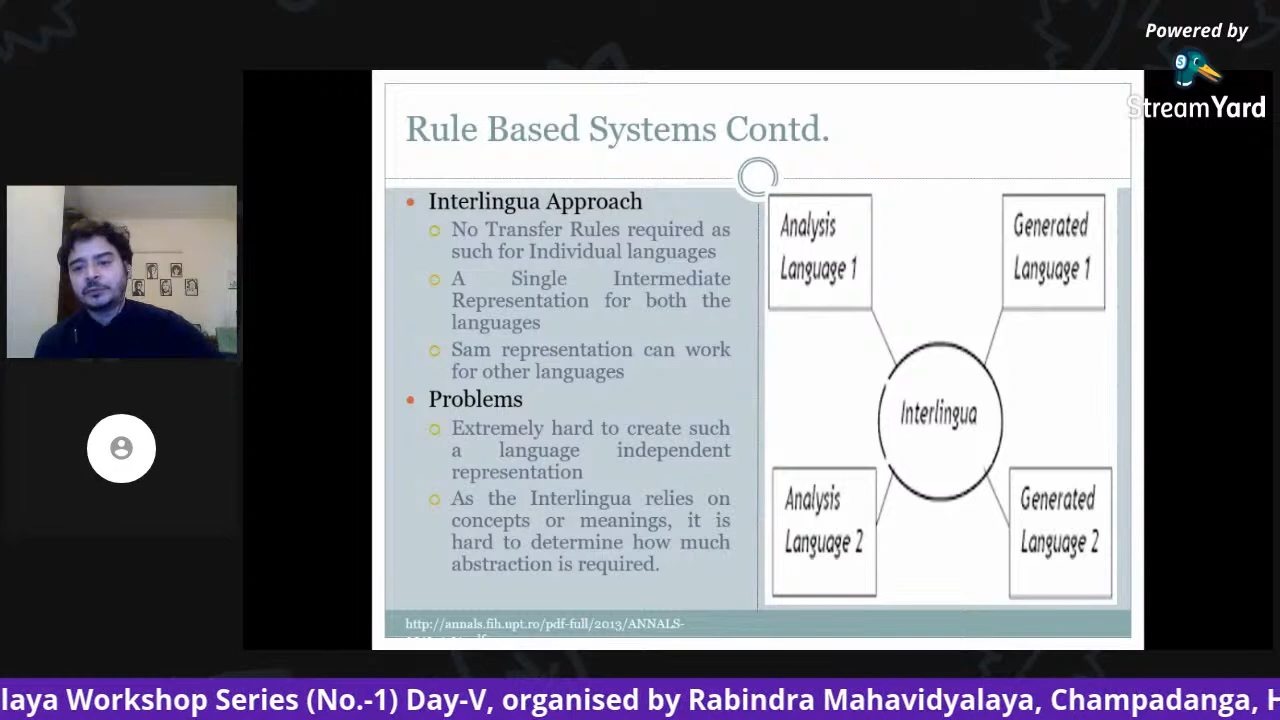 Powered by
StreamYard
Rule Based Systems Contd.
Interlingua Approach
No Transfer Rules required as
such for Individual languages
A Single Intermediate
Representation for both the
languages
Sam representation can work
for other languages
Problems
Extremely hard to create such
a language independent
representation
As the Interlingua relies on
concepts or meanings, it is
hard to determine how much
abstraction is required.
Analysis
Language 1
Generated
Language 1
Interlingua
Analysis
Language 2
Generated
Language 2
http://annals.fih.upt.ro/pdf-full/2013/ANNALS-
laya Workshop Series (No.-1) Day-V, organised by Rabindra Mahavidyalaya, Champadanga, H